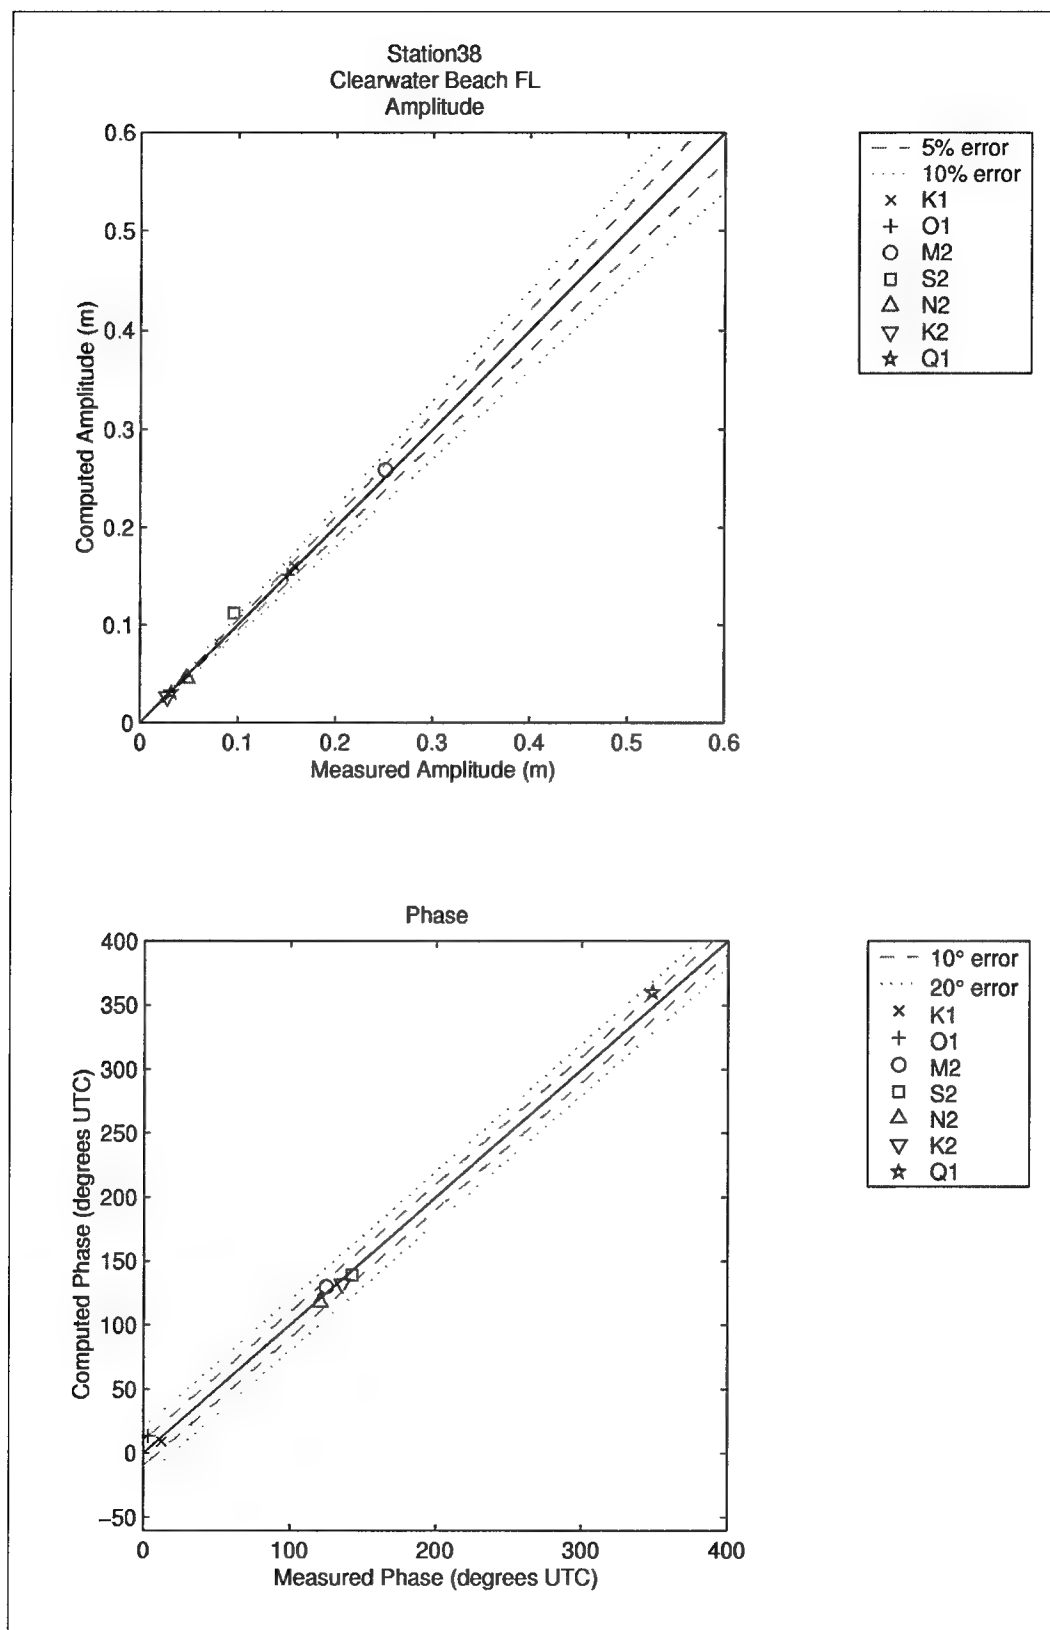 Station38
Clearwater Beach FL
Amplitude
0.6
0.5
0.4
0.3
0.2
0.1
0
Computed Amplitude (m)
0 0.1 0.2 0.3 0.4 0.5 0.6
Measured Amplitude (m)
5% error
10% error
K1
O1
M2
S2
N2
K2
Q1
Phase
400
350
300
250
200
150
100
50
0
−50
Computed Phase (degrees UTC)
0 100 200 300 400
Measured Phase (degrees UTC)
10° error
20° error
K1
O1
M2
S2
N2
K2
Q1